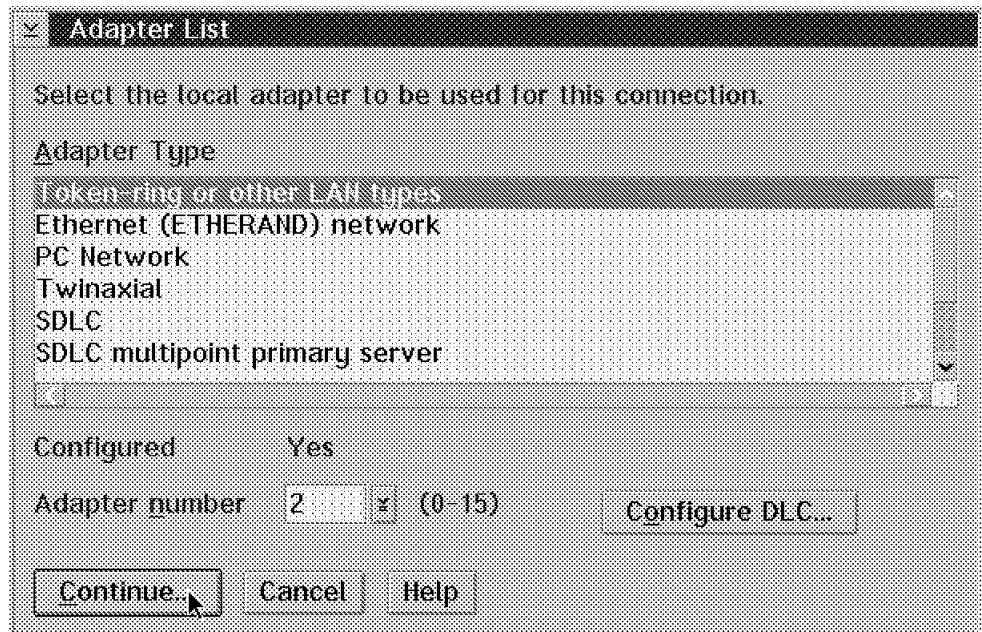 Adapter List
Select the local adapter to be used for this connection.
Adapter Type
Token-ring or other LAN types
Ethernet (ETHERAND) network
PC Network
Twinaxial
SDLC
SDLC multipoint primary server
Configured Yes
Adapter number 2 (0-15) Configure DLC...
Continue... Cancel Help